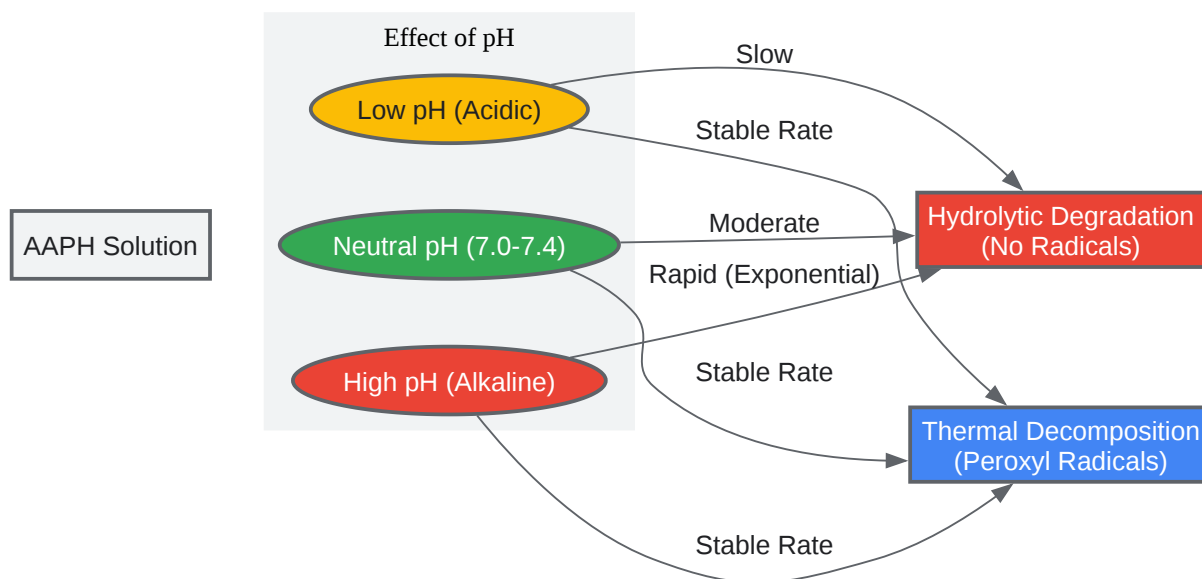 Effect of pH
Slow
Low pH (Acidic)
Stable Rate
Hydrolytic Degradation
(No Radicals)
AAPH Solution
Neutral pH (7.0-7.4)
Moderate
Rapid (Exponential)
High pH (Alkaline)
Stable Rate
Thermal Decomposition
(Peroxyl Radicals)
Stable Rate